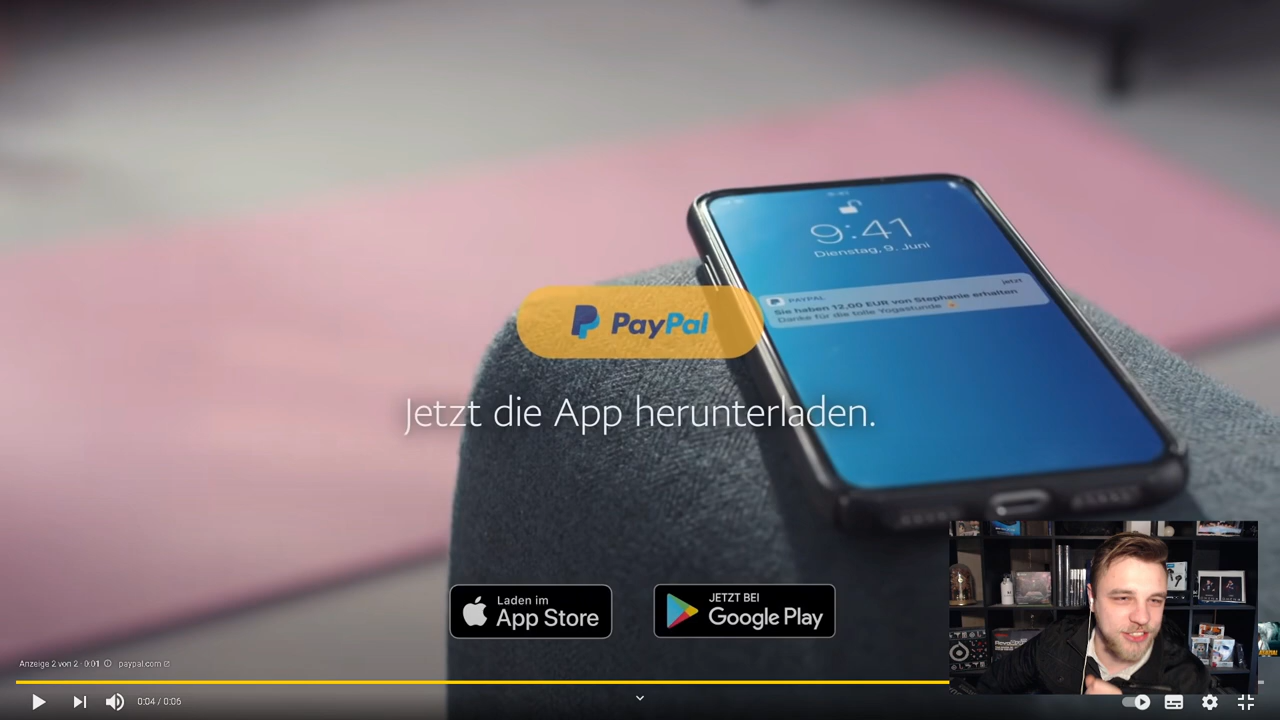 9:41
Dienstag, 9. Juni
PAYPAL
jetzt
Sie haben 12,00 EUR von Stephanie erhalten
Danke für die tolle Yogastunde
PayPal
Jetzt die App herunterladen.
Laden im
App Store
JETZT BEI
Google Play
Anzeige 2 von 2 · 0:01 paypal.com
0:04 / 0:06